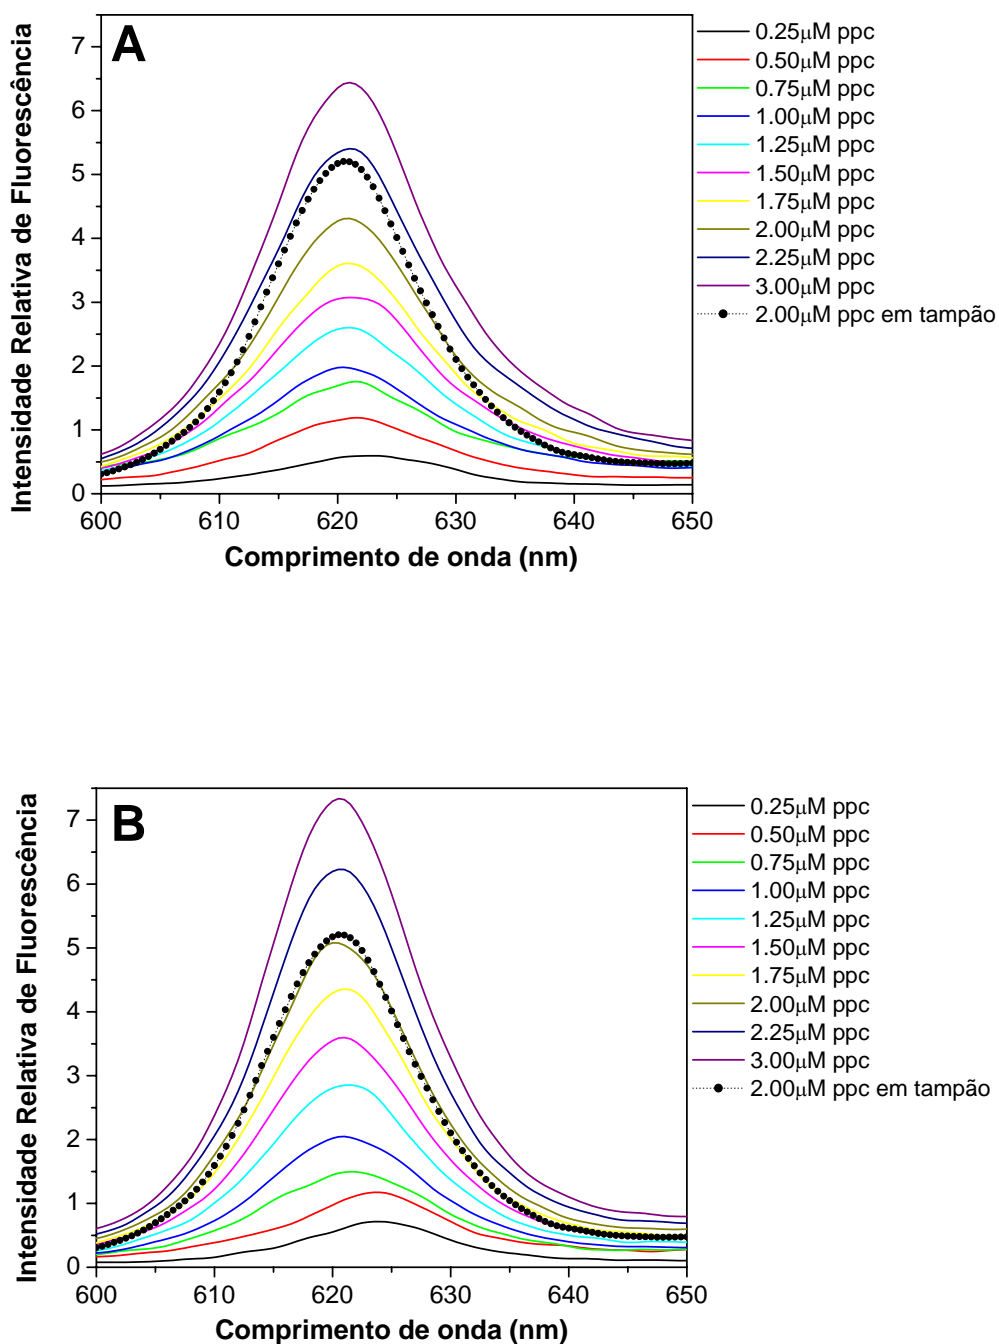 A
Intensidade Relativa de Fluorescência
7
6
5
4
3
2
1
0
600
610
620
630
640
650
Comprimento de onda (nm)
0.25μM ppc
0.50μM ppc
0.75μM ppc
1.00μM ppc
1.25μM ppc
1.50μM ppc
1.75μM ppc
2.00μM ppc
2.25μM ppc
3.00μM ppc
2.00μM ppc em tampão
B
Intensidade Relativa de Fluorescência
7
6
5
4
3
2
1
0
600
610
620
630
640
650
Comprimento de onda (nm)
0.25μM ppc
0.50μM ppc
0.75μM ppc
1.00μM ppc
1.25μM ppc
1.50μM ppc
1.75μM ppc
2.00μM ppc
2.25μM ppc
3.00μM ppc
2.00μM ppc em tampão